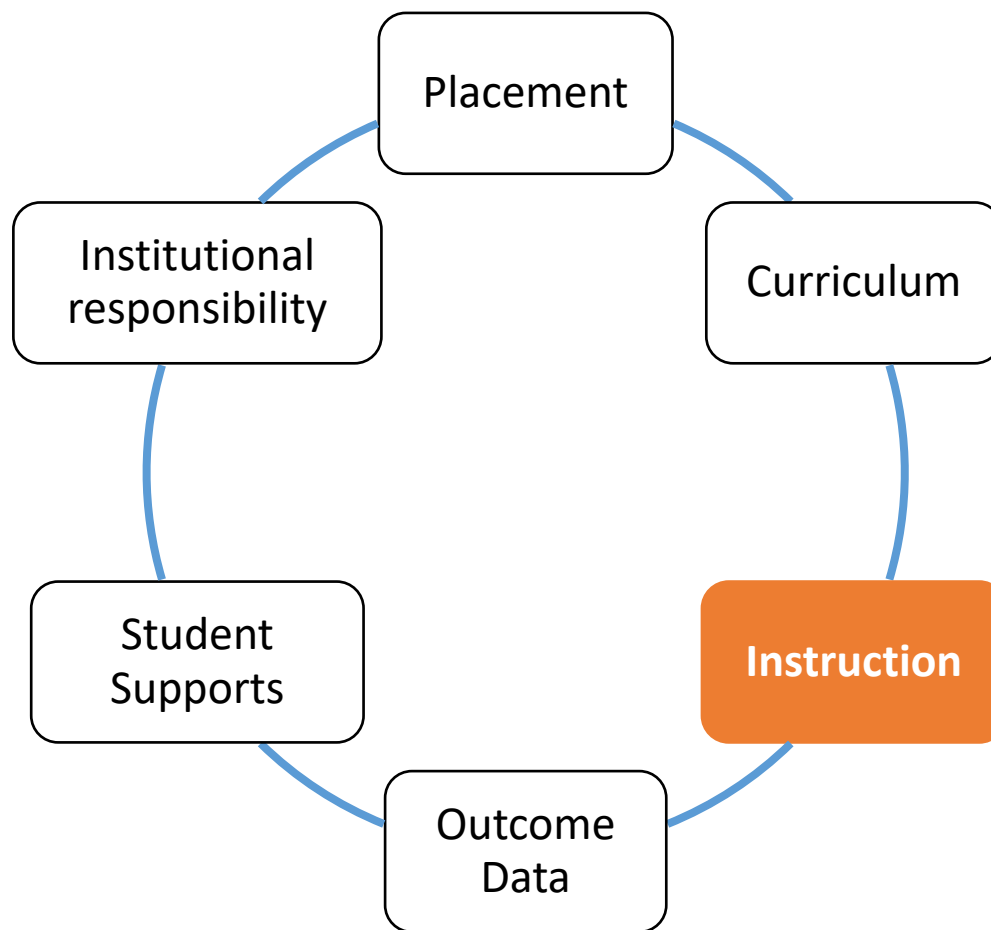 Placement
Curriculum
Instruction
Outcome
Data
Student
Supports
Institutional
responsibility